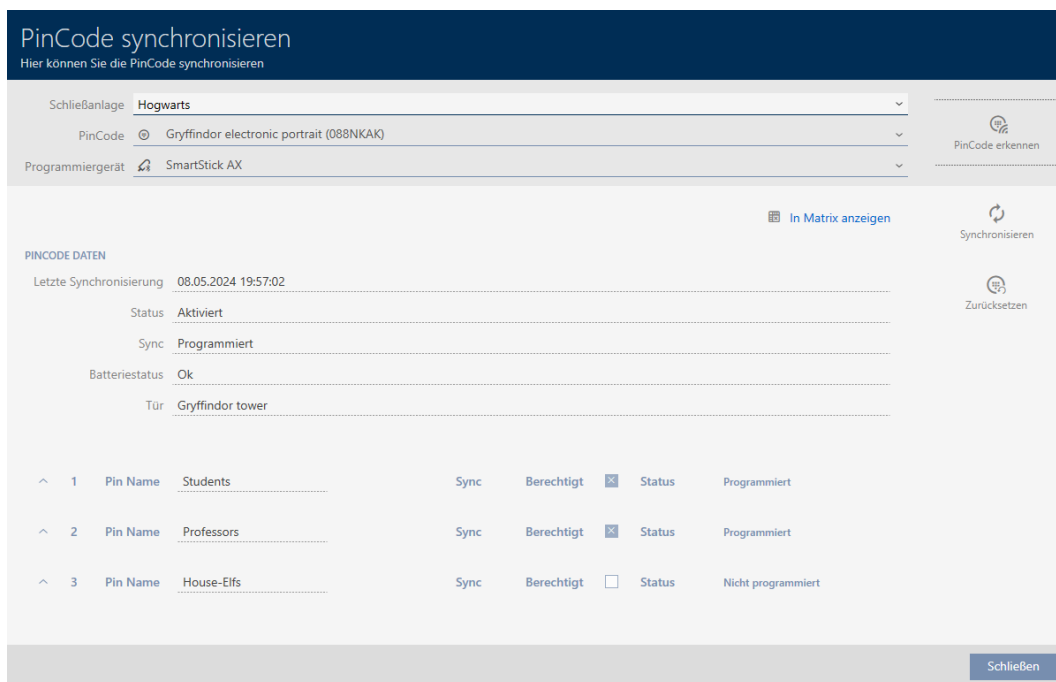 PinCode synchronisieren
Hier können Sie die PinCode synchronisieren
Schließanlage Hogwarts
PinCode Gryffindor electronic portrait (088NKAK)
Programmiergerät SmartStick AX
PinCode erkennen
In Matrix anzeigen
Synchronisieren
Zurücksetzen
PINCODE DATEN
Letzte Synchronisierung 08.05.2024 19:57:02
Status Aktiviert
Sync Programmiert
Batteriestatus Ok
Tür Gryffindor tower
1 Pin Name Students Sync Berechtigt Status Programmiert
2 Pin Name Professors Sync Berechtigt Status Programmiert
3 Pin Name House-Elfs Sync Berechtigt Status Nicht programmiert
Schließen